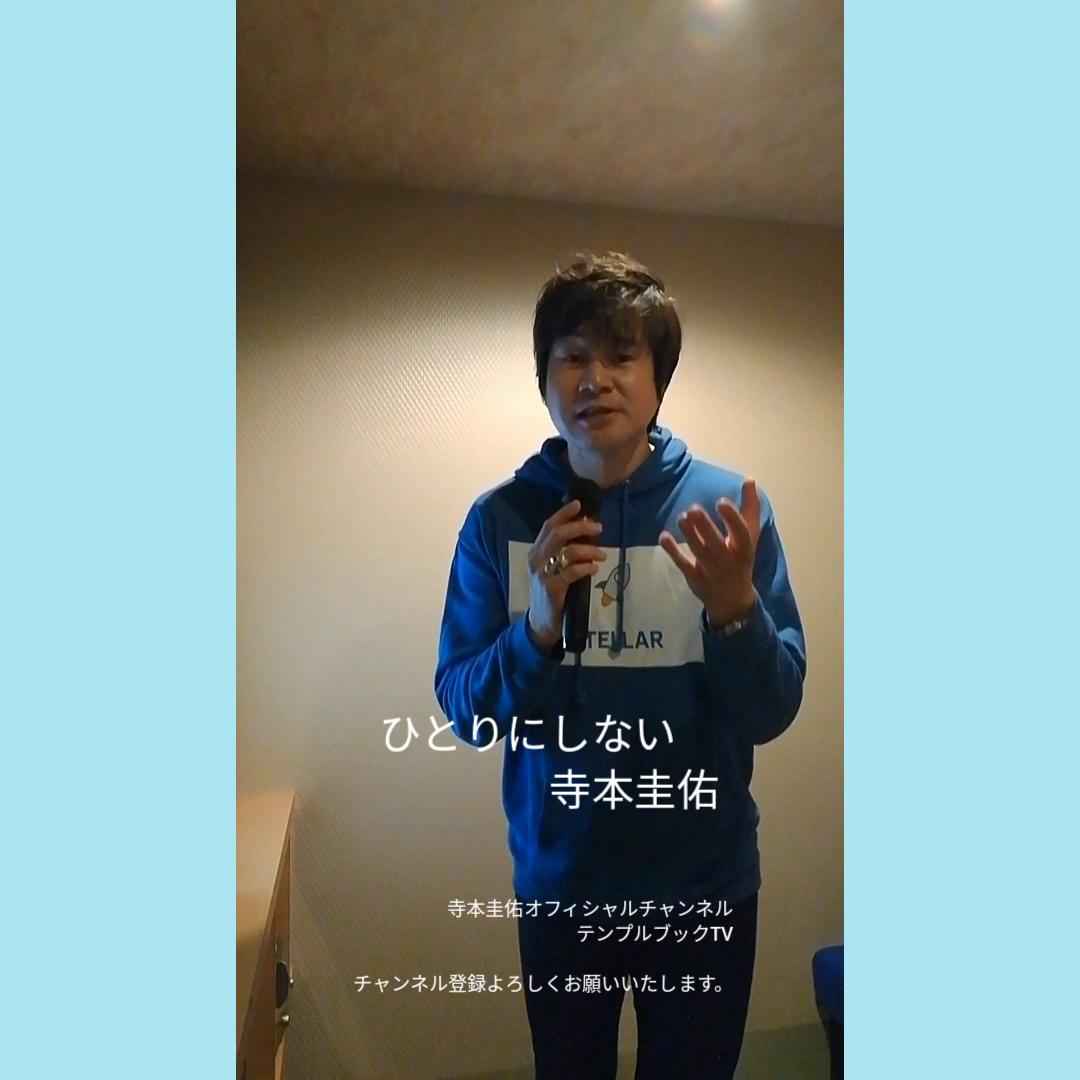 TELLAR
ひとりにしない
寺本圭佑
寺本圭佑オフィシャルチャンネル
テンプルブックTV
チャンネル登録よろしくお願いいたします。